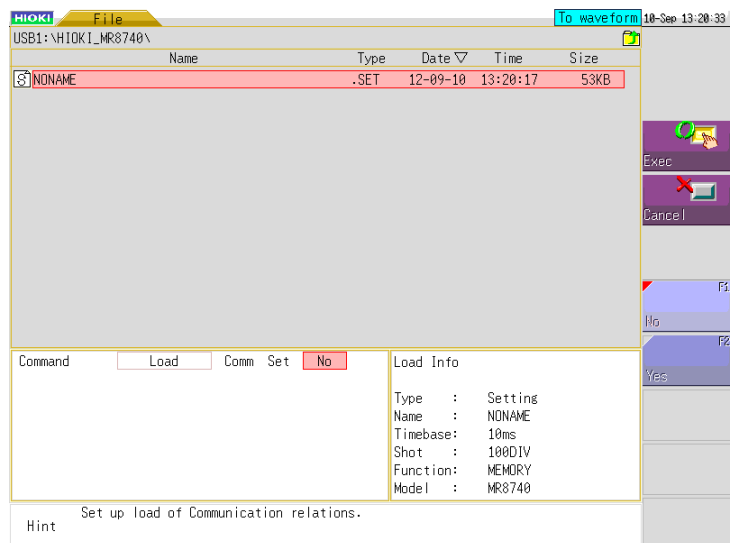 HIOKI File To waveform 10-Sep 13:20:33
USB1:\HIOKI_MR8740\
Name Type Date▽ Time Size
S NONAME .SET 12-09-10 13:20:17 53KB
Exec
Cancel
F1
No
F2
Yes
Command Load Comm Set No
Load Info
Type : Setting
Name : NONAME
Timebase: 10ms
Shot : 100DIV
Function: MEMORY
Model : MR8740
Set up load of Communication relations.
Hint